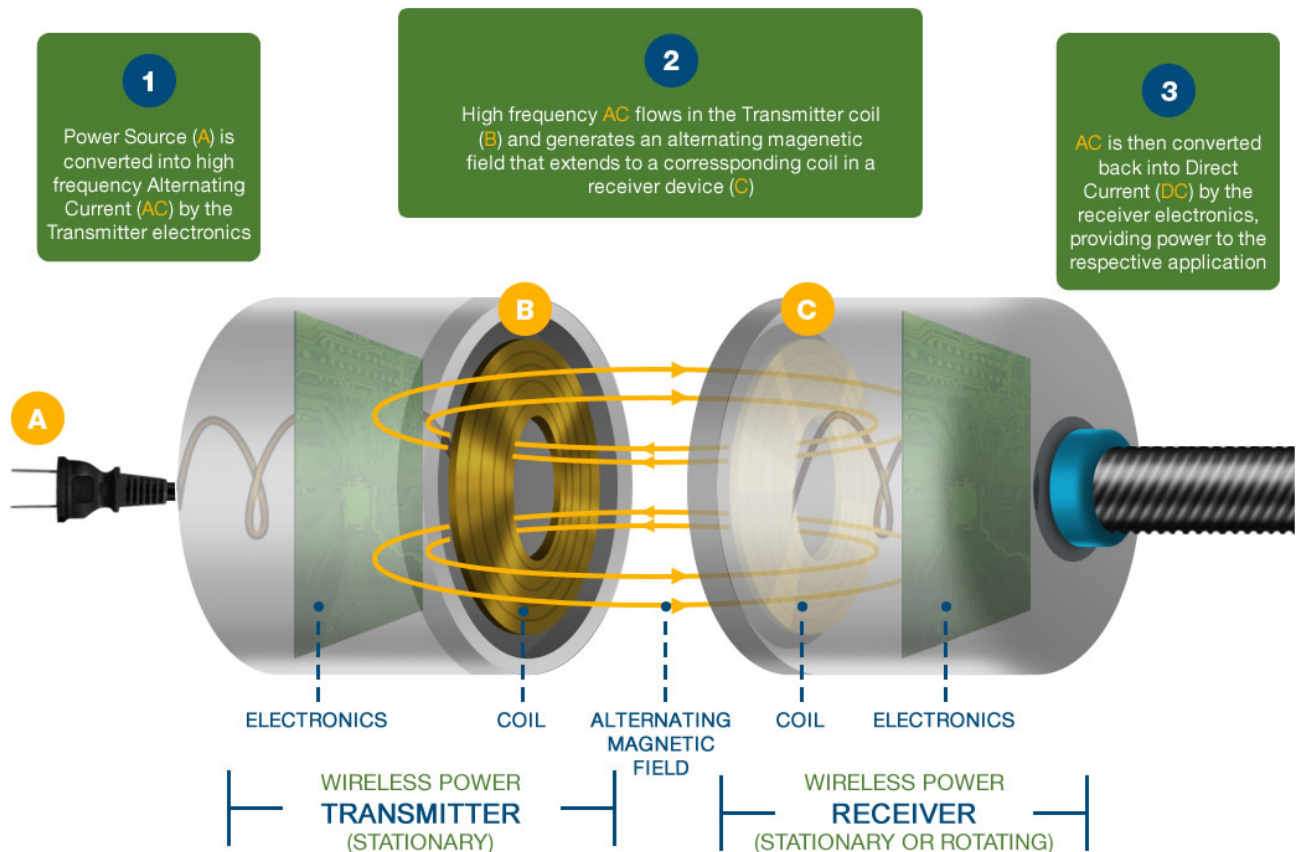 1
Power Source (A) is
converted into high
frequency Alternating
Current (AC) by the
Transmitter electronics
2
High frequency AC flows in the Transmitter coil
(B) and generates an alternating magenetic
field that extends to a corressponding coil in a
receiver device (C)
3
AC is then converted
back into Direct
Current (DC) by the
receiver electronics,
providing power to the
respective application
A
B
C
ELECTRONICS
COIL
ALTERNATING
MAGNETIC
FIELD
COIL
ELECTRONICS
WIRELESS POWER
TRANSMITTER
(STATIONARY)
WIRELESS POWER
RECEIVER
(STATIONARY OR ROTATING)